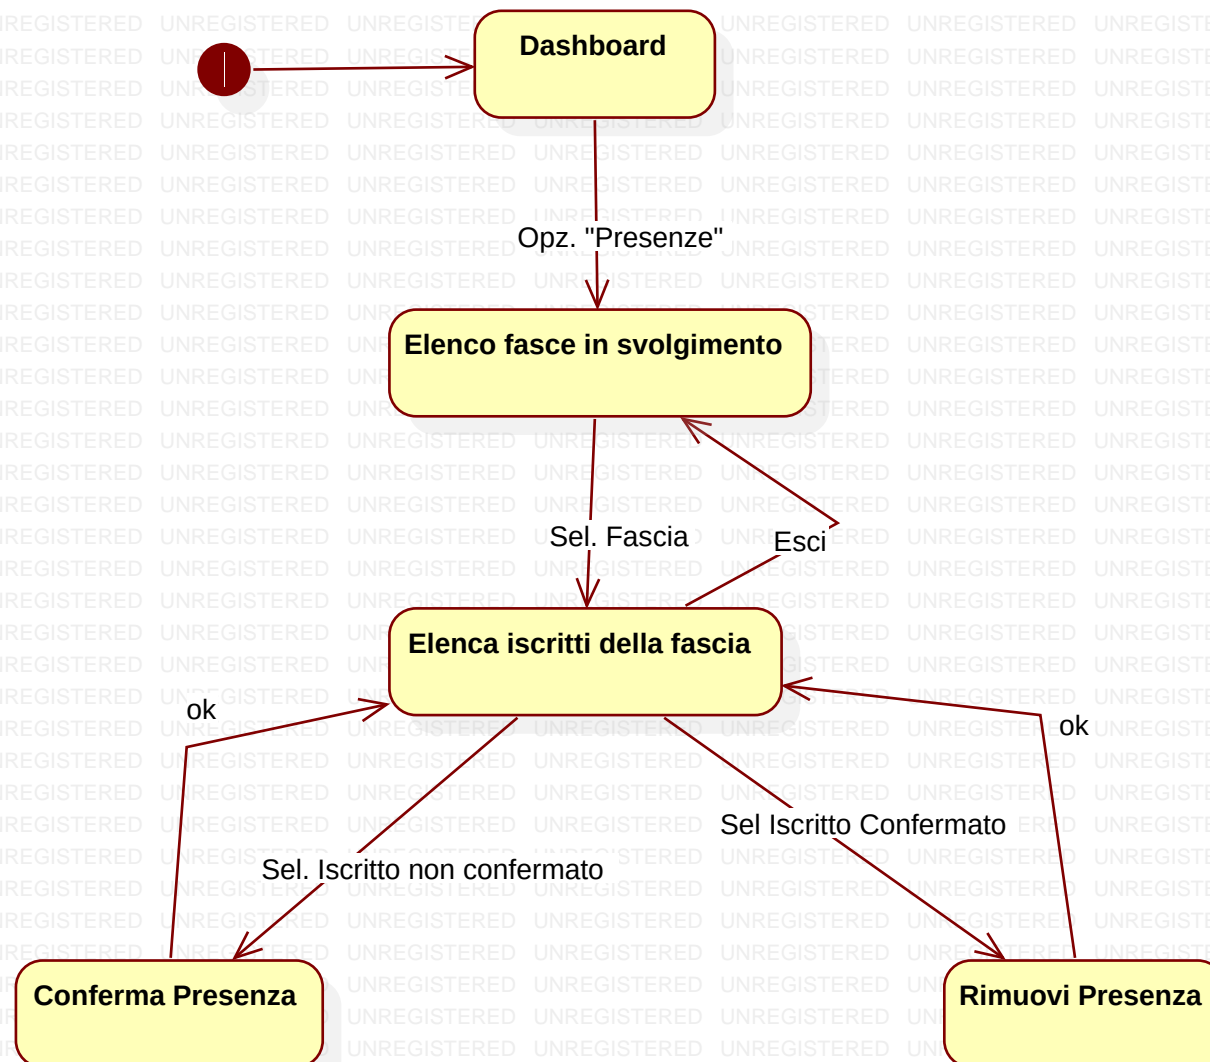 Dashboard
Opz. "Presenze"
Elenco fasce in svolgimento
Sel. Fascia
Esci
Elenca iscritti della fascia
ok
ok
Sel Iscritto Confermato
Sel. Iscritto non confermato
Conferma Presenza
Rimuovi Presenza
UNREGISTERED